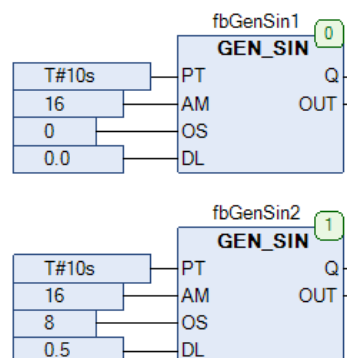 fbGenSin1
0
GEN_SIN
T#10s PT Q
16 AM OUT
0 OS
0.0 DL
fbGenSin2
1
GEN_SIN
T#10s PT Q
16 AM OUT
8 OS
0.5 DL